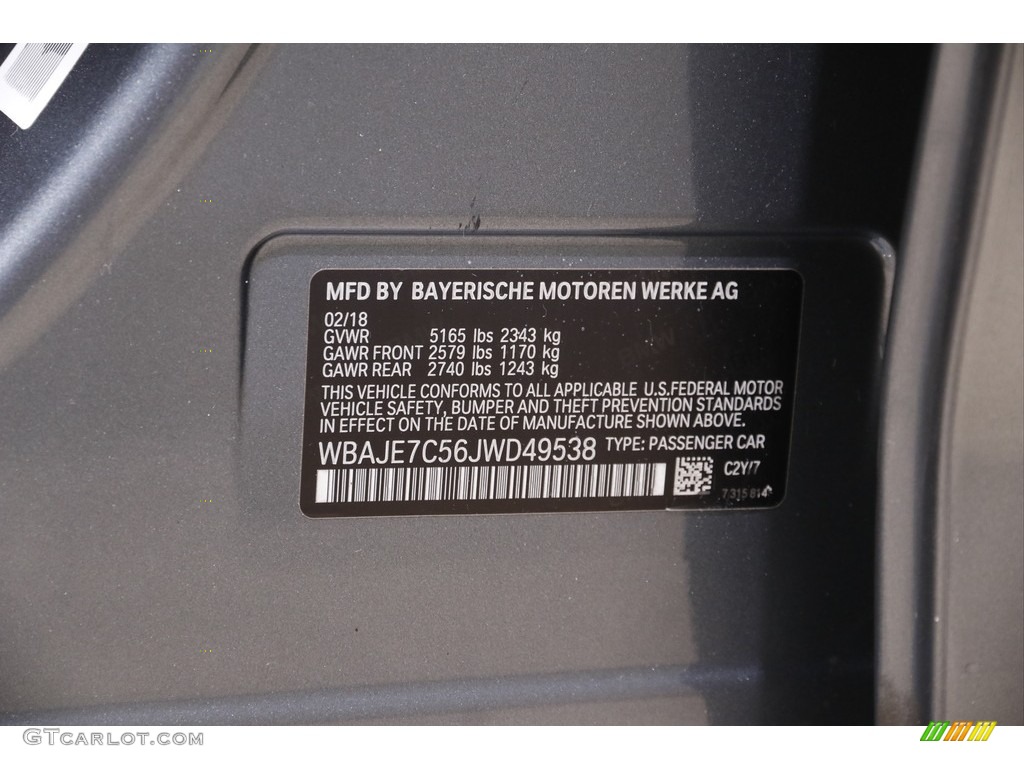 MFD BY BAYERISCHE MOTOREN WERKE AG
02/18
GVWR 5165 lbs 2343 kg
GAWR FRONT 2579 lbs 1170 kg
GAWR REAR 2740 lbs 1243 kg
THIS VEHICLE CONFORMS TO ALL APPLICABLE U.S.FEDERAL MOTOR
VEHICLE SAFETY, BUMPER AND THEFT PREVENTION STANDARDS
IN EFFECT ON THE DATE OF MANUFACTURE SHOWN ABOVE.
WBAJE7C56JWD49538 TYPE: PASSENGER CAR
C2Y/7
7315814
GTcarlot.com